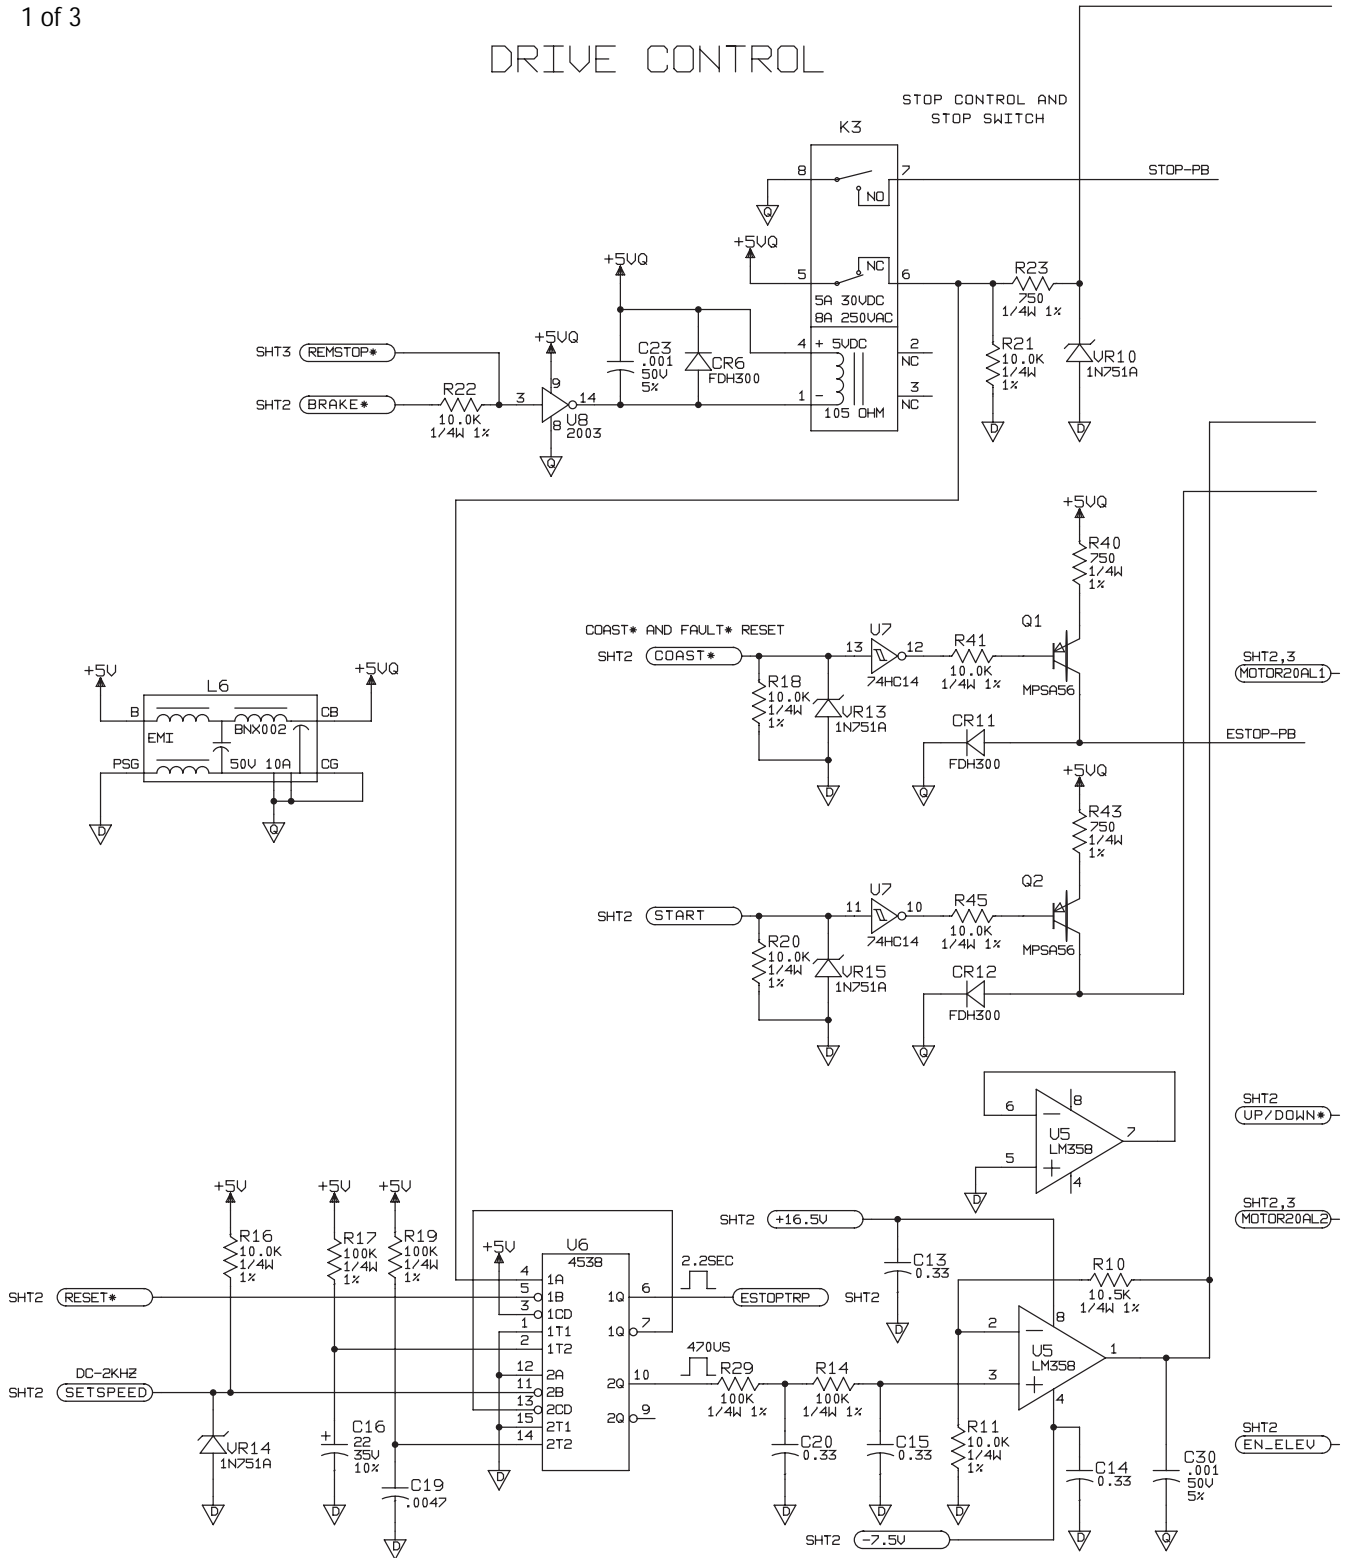 1 of 3
DRIVE CONTROL
STOP CONTROL AND
STOP SWITCH
K3
8
7
STOP-PB
NO
Q
+5VQ
5
NC
6
5A 30VDC
8A 250VAC
R23
750
1/4W 1%
+5VQ
4
+ 5VDC
2
NC
3
NC
1
-
105 OHM
R21
10.0K
1/4W
1%
VR10
1N751A
D
D
C23
.001
50V
5%
CR6
FDH300
+5VQ
SHT3
REMSTOP*
SHT2
BRAKE*
R22
10.0K
1/4W 1%
3
9
14
8
U8
2003
Q
+5VQ
R40
750
1/4W
1%
COAST* AND FAULT* RESET
SHT2
COAST*
13
U7
12
74HC14
R41
10.0K
1/4W 1%
Q1
MPSA56
R18
10.0K
1/4W
1%
VR13
1N751A
D
CR11
FDH300
Q
ESTOP-PB
SHT2,3
MOTOR20AL1
+5V
L6
+5VQ
B
CB
EMI
BNX002
PSG
50V 10A
CG
D
Q
+5VQ
R43
750
1/4W
1%
SHT2
START
11
U7
10
74HC14
R45
10.0K
1/4W 1%
Q2
MPSA56
R20
10.0K
1/4W
1%
VR15
1N751A
D
CR12
FDH300
Q
6
-
8
U5
LM358
7
5
+
4
D
SHT2
UP/DOWN*
SHT2,3
MOTOR20AL2
SHT2
EN_ELEV
+5V
R16
10.0K
1/4W
1%
+5V
R17
100K
1/4W
1%
+5V
R19
100K
1/4W
1%
SHT2
RESET*
DC-2KHZ
SHT2
SETSPEED
VR14
1N751A
D
+
C16
22
35V
10%
D
C19
.0047
D
+5V
U6
4538
4
1A
5
1B
3
1CD
1
1T1
2
1T2
12
2A
11
2B
13
2CD
15
2T1
14
2T2
1Q
6
1Q
7
2Q
10
2Q
9
D
2.2SEC
ESTOPTRP
SHT2
470US
R29
100K
1/4W 1%
R14
100K
1/4W 1%
C20
0.33
D
C15
0.33
D
SHT2
+16.5V
C13
0.33
D
R10
10.5K
1/4W 1%
2
-
8
U5
LM358
1
3
+
4
R11
10.0K
1/4W
1%
D
C14
0.33
D
C30
.001
50V
5%
Q
SHT2
-7.5V